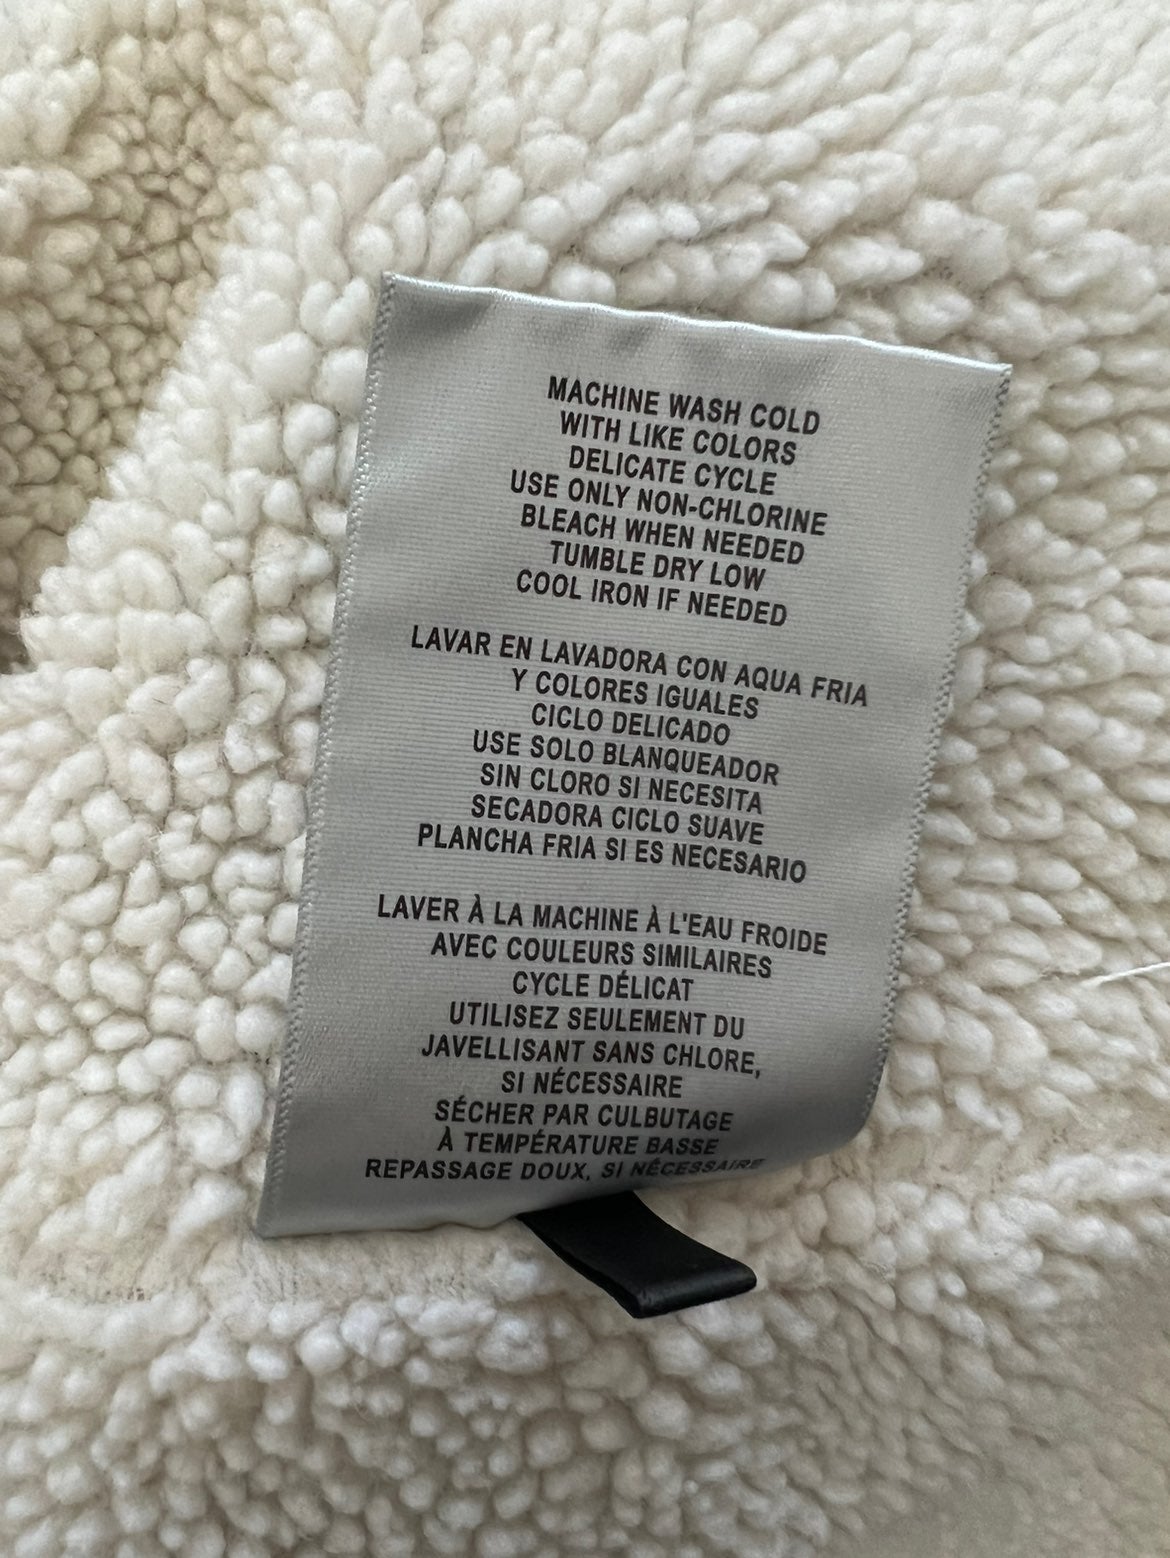 MACHINE WASH COLD
WITH LIKE COLORS
DELICATE CYCLE
USE ONLY NON-CHLORINE
BLEACH WHEN NEEDED
TUMBLE DRY LOW
COOL IRON IF NEEDED
LAVAR EN LAVADORA CON AQUA FRIA
Y COLORES IGUALES
CICLO DELICADO
USE SOLO BLANQUEADOR
SIN CLORO SI NECESITA
SECADORA CICLO SUAVE
PLANCHA FRIA SI ES NECESARIO
LAVER À LA MACHINE À L'EAU FROIDE
AVEC COULEURS SIMILAIRES
CYCLE DÉLICAT
UTILISEZ SEULEMENT DU
JAVELLISANT SANS CHLORE,
SI NÉCESSAIRE
SÉCHER PAR CULBUTAGE
À TEMPÉRATURE BASSE
REPASSAGE DOUX, SI NÉCESSAIRE